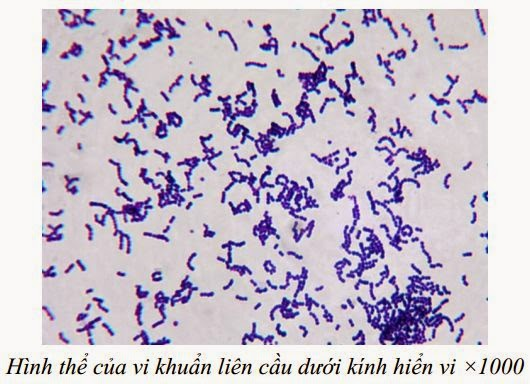 Hình thể của vi khuẩn liên cầu dưới kính hiển vi ×1000